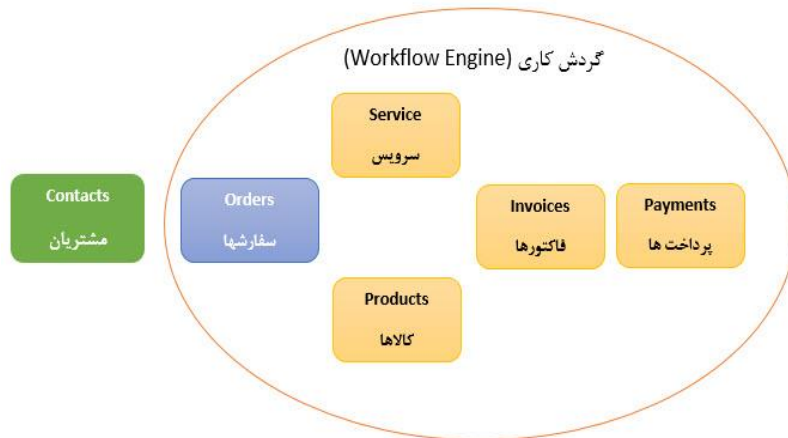 گردش کاری (Workflow Engine)
Service
سرویس
Contacts
مشتریان
Orders
سفارشها
Invoices
فاکتورها
Payments
پرداخت ها
Products
کالاها